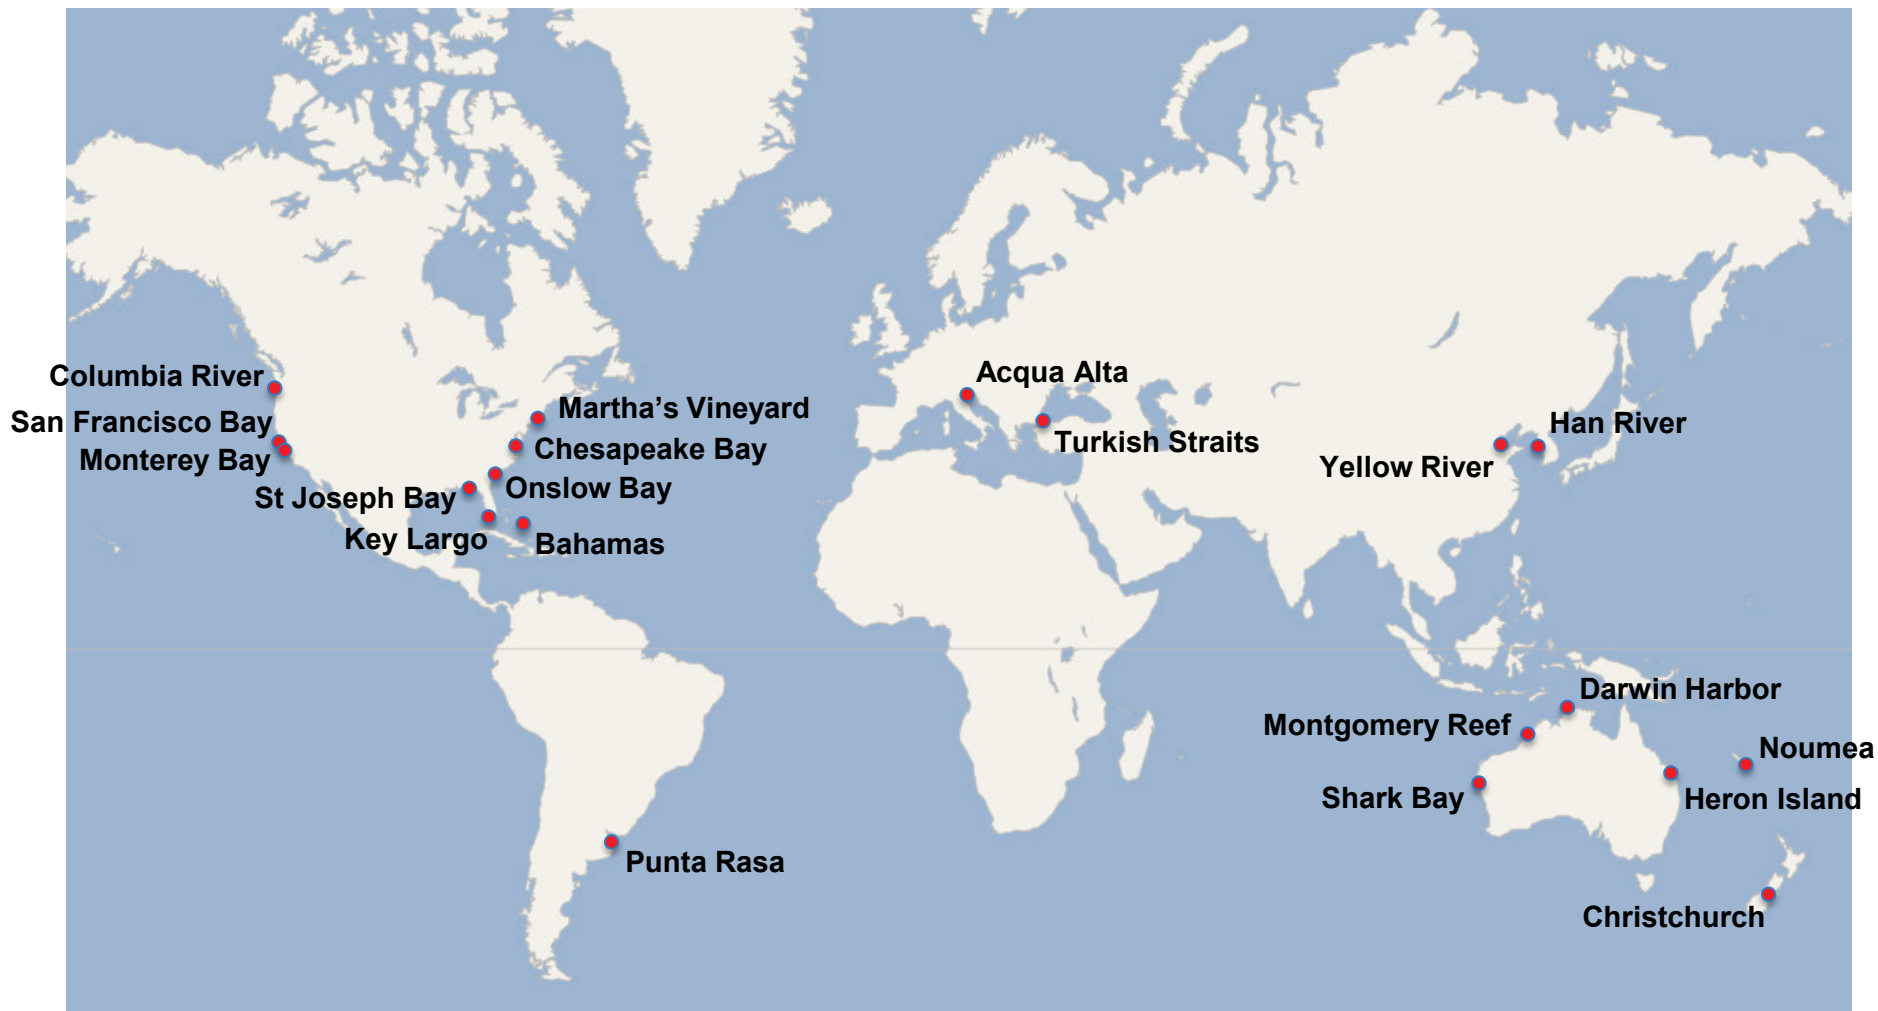 Columbia River
San Francisco Bay
Monterey Bay
Martha's Vineyard
Chesapeake Bay
St Joseph Bay
Onslow Bay
Key Largo
Bahamas
Acqua Alta
Turkish Straits
Han River
Yellow River
Darwin Harbor
Montgomery Reef
Noumea
Shark Bay
Heron Island
Punta Rasa
Christchurch